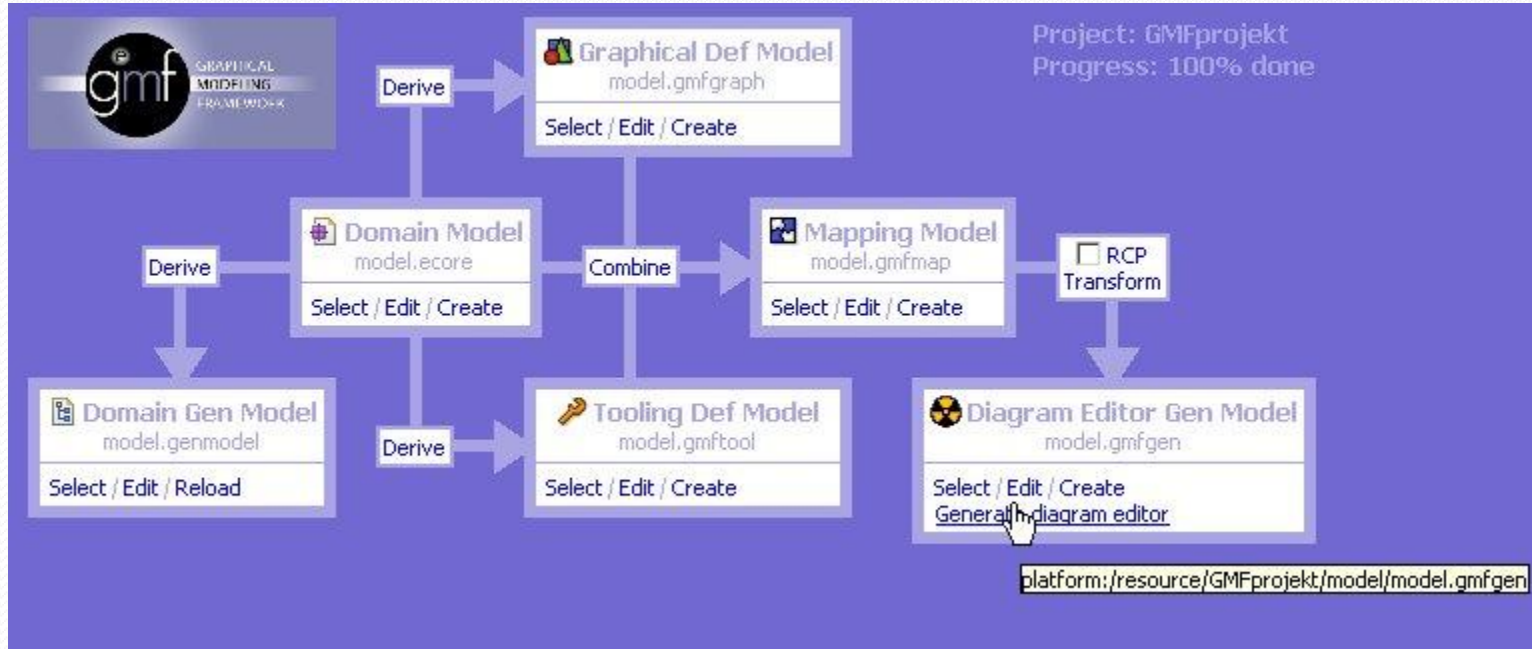 gmf
GRAPHICAL
MODELING
FRAMEWORK
Project: GMFprojekt
Progress: 100% done
Derive
Graphical Def Model
model.gmfgraph
Select / Edit / Create
Derive
Domain Model
model.ecore
Select / Edit / Create
Combine
Mapping Model
model.gmfmap
Select / Edit / Create
RCP
Transform
Domain Gen Model
model.genmodel
Select / Edit / Reload
Derive
Tooling Def Model
model.gmftool
Select / Edit / Create
Diagram Editor Gen Model
model.gmfgen
Select / Edit / Create
diagram editor
platform:/resource/GMFprojekt/model/model.gmfgen